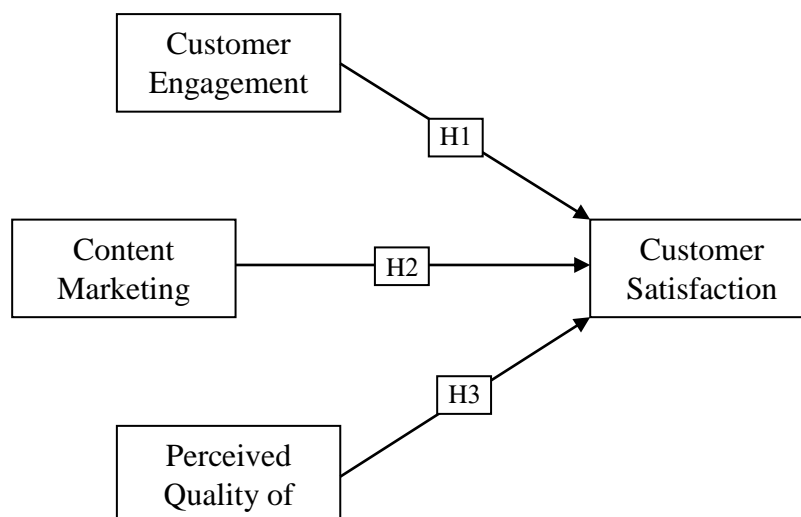 Customer
Engagement
H1
Content
Marketing
H2
Customer
Satisfaction
H3
Perceived
Quality of